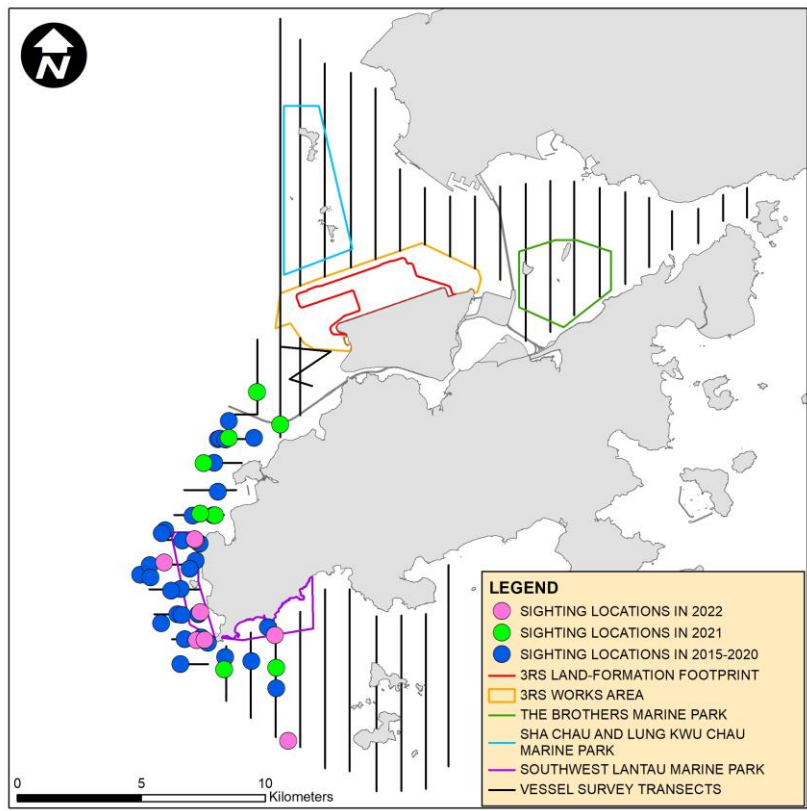 N
LEGEND
SIGHTING LOCATIONS IN 2022
SIGHTING LOCATIONS IN 2021
SIGHTING LOCATIONS IN 2015-2020
3RS LAND-FORMATION FOOTPRINT
3RS WORKS AREA
THE BROTHERS MARINE PARK
SHA CHAU AND LUNG KWU CHAU
MARINE PARK
SOUTHWEST LANTAU MARINE PARK
VESSEL SURVEY TRANSECTS
0 5 10
Kilometers